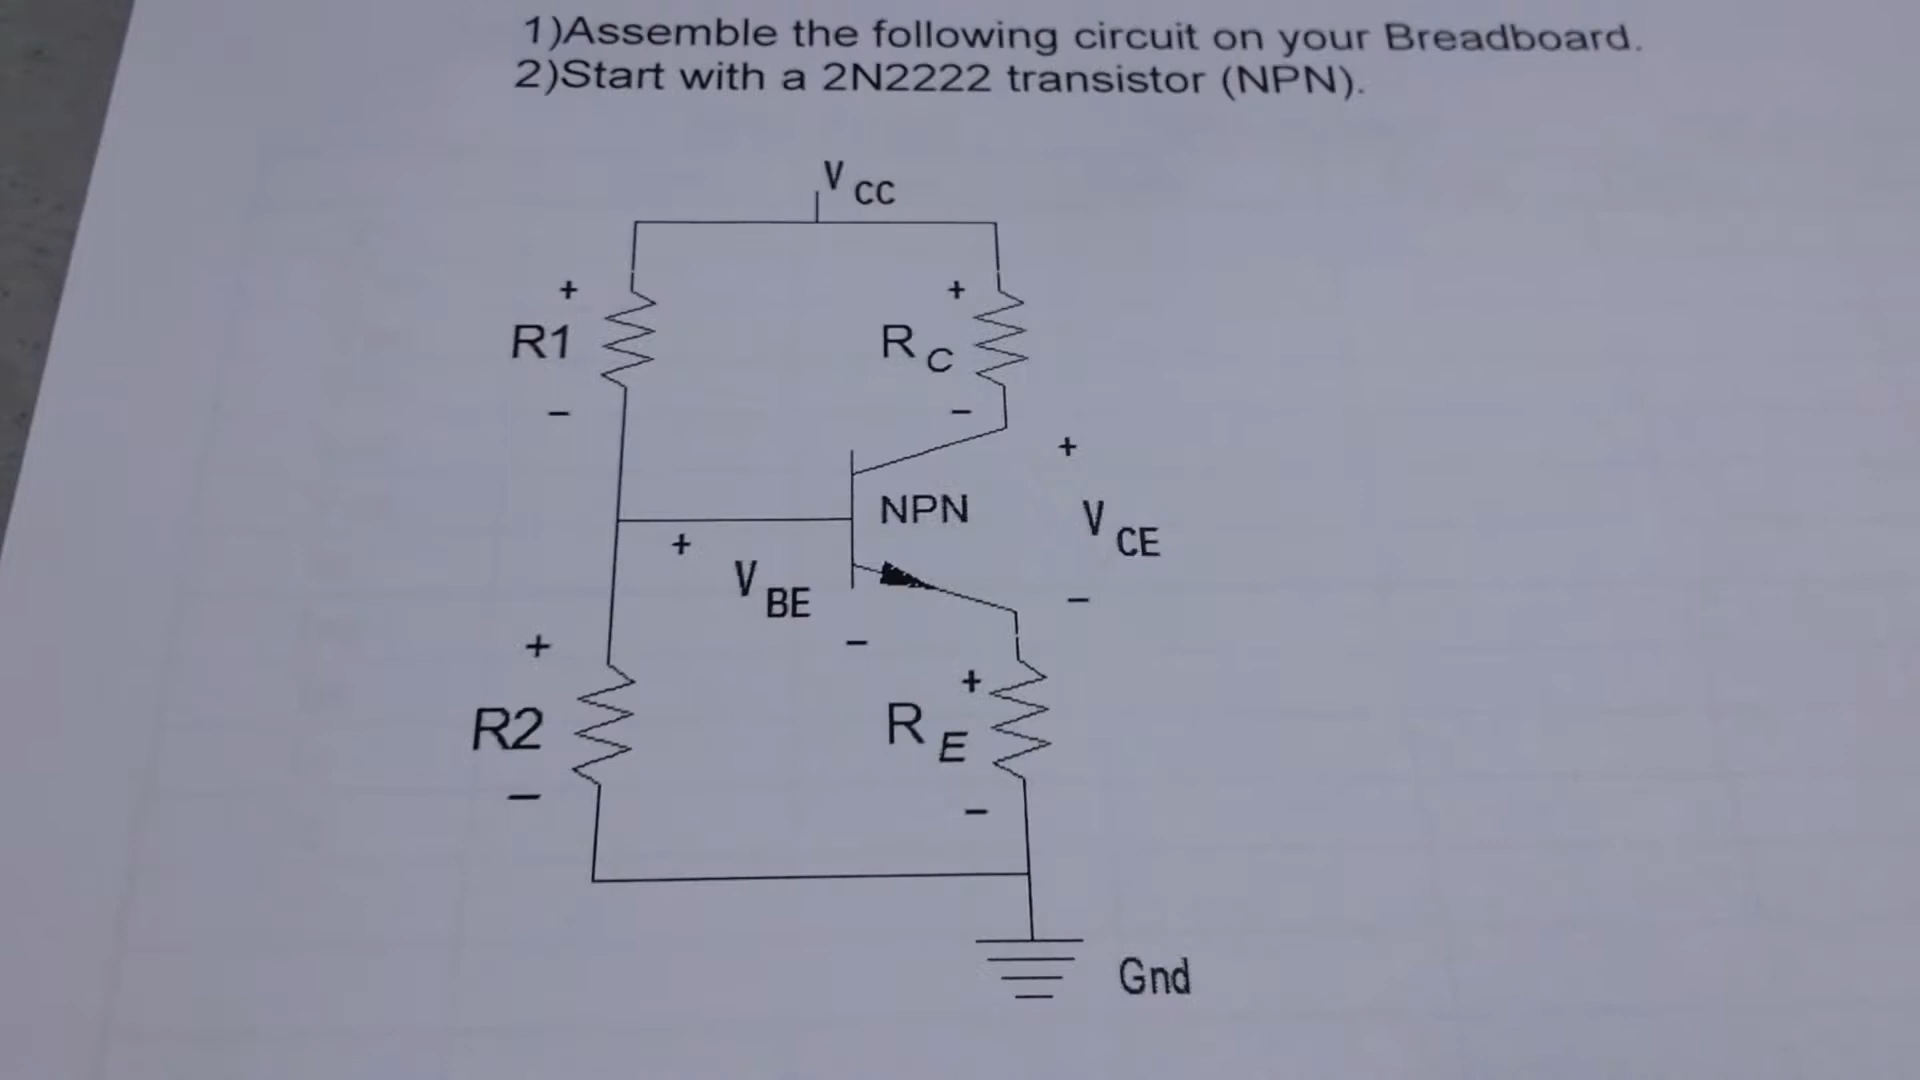 1)Assemble the following circuit on your Breadboard.
2)Start with a 2N2222 transistor (NPN).
V CC
+ +
R1 R C
- -
+
NPN
V CE
+
V BE
-
+ -
+
R2 R E
- -
Gnd